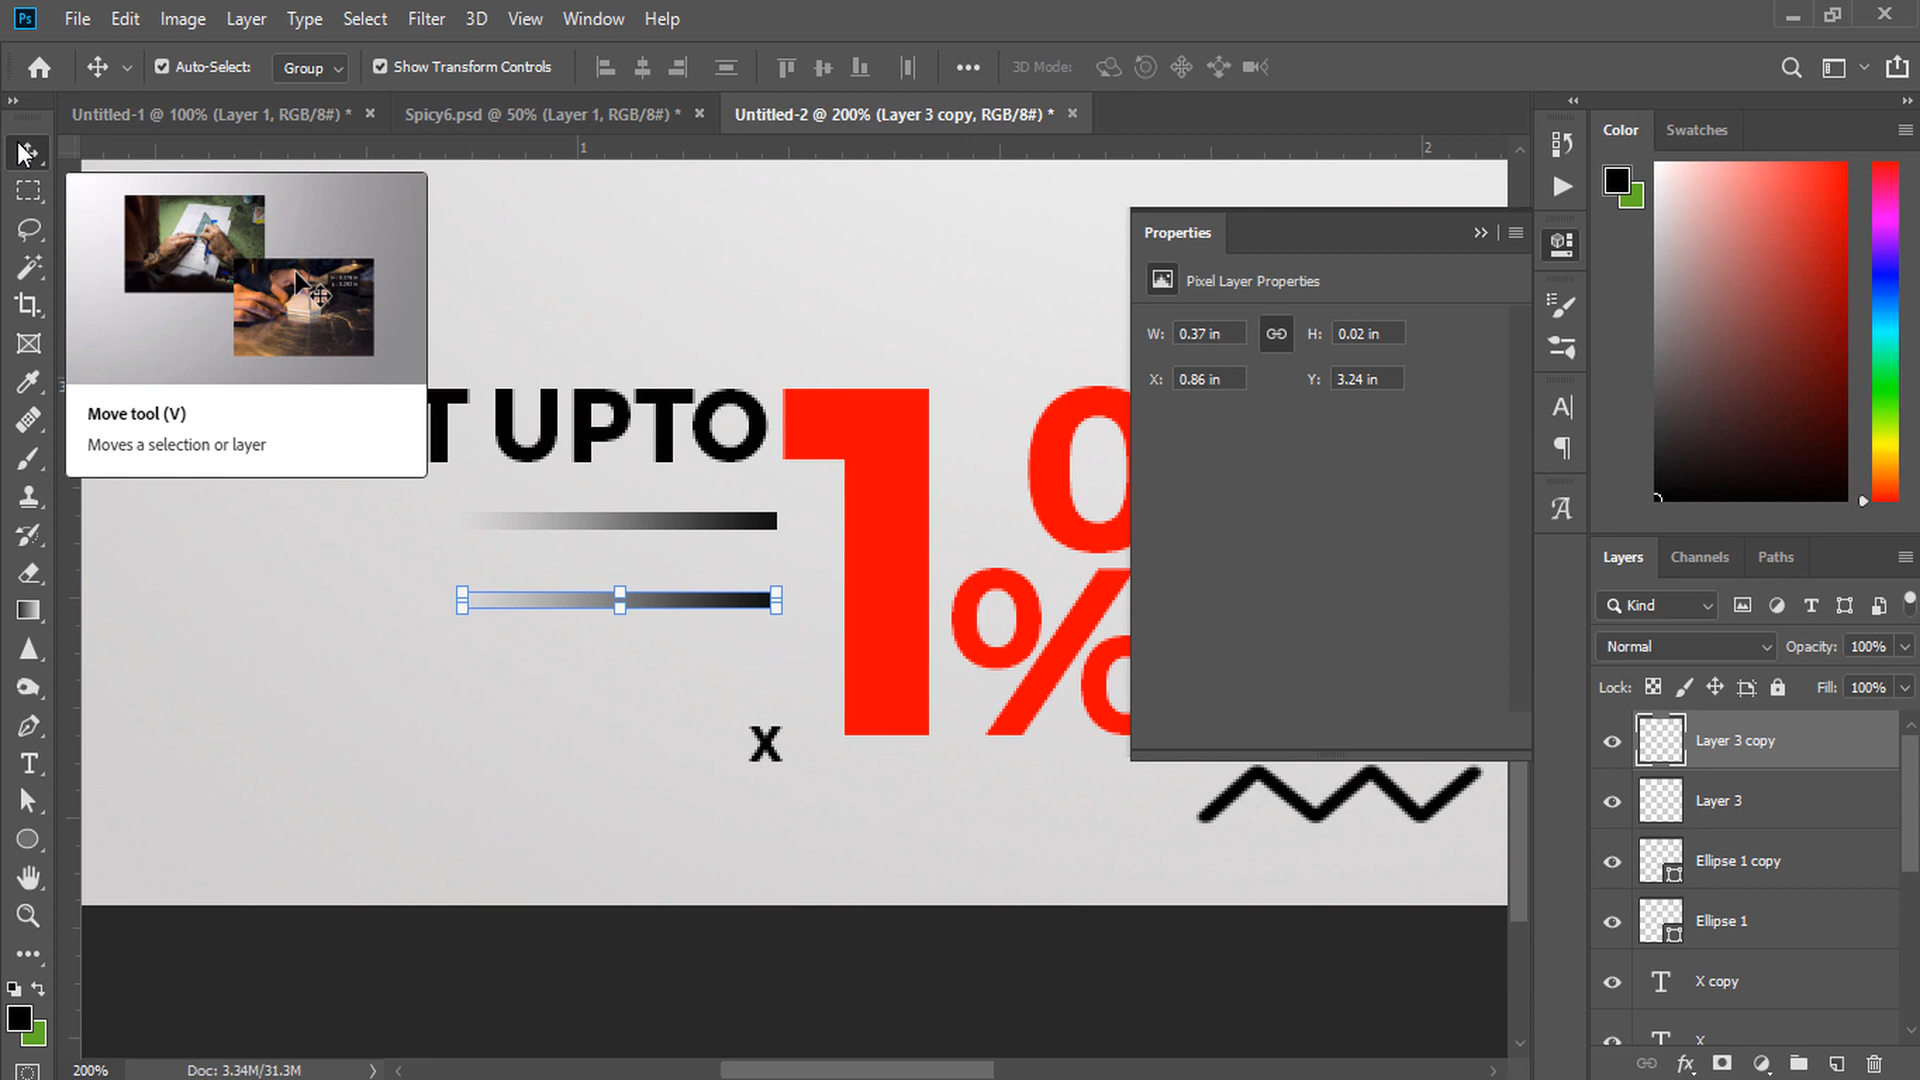 Ps File Edit Image Layer Type Select Filter 3D View Window Help
Auto-Select: Group Show Transform Controls 3D Mode:
Untitled-1 @ 100% (Layer 1, RGB/8#) * Spicy6.psd @ 50% (Layer 1, RGB/8#) * Untitled-2 @ 200% (Layer 3 copy, RGB/8#) *
Color Swatches
1 2
3
Move tool (V)
Moves a selection or layer
T UPTO
10
%
X
Properties
Pixel Layer Properties
W: 0.37 in H: 0.02 in
X: 0.86 in Y: 3.24 in
Layers Channels Paths
Kind
Normal Opacity: 100%
Lock: Fill: 100%
Layer 3 copy
Layer 3
Ellipse 1 copy
Ellipse 1
X copy
X
200% Doc: 3.34M/31.3M